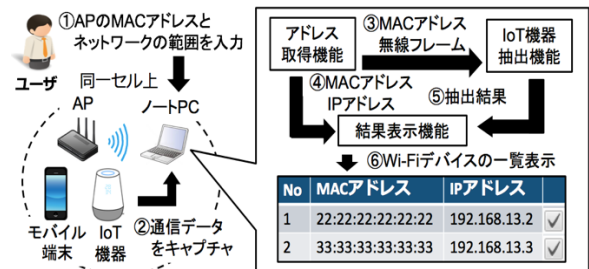 ①APのMACアドレスと
ネットワークの範囲を入力
ユーザ
同一セル上
AP
ノートPC
モバイル
端末
IoT
機器
②通信データ
をキャプチャ
アドレス
取得機能
③MACアドレス
無線フレーム
IoT機器
抽出機能
④MACアドレス
IPアドレス
⑤抽出結果
結果表示機能
⑥Wi-Fiデバイスの一覧表示
No MACアドレス IPアドレス
1 22:22:22:22:22:22 192.168.13.2
2 33:33:33:33:33:33 192.168.13.3